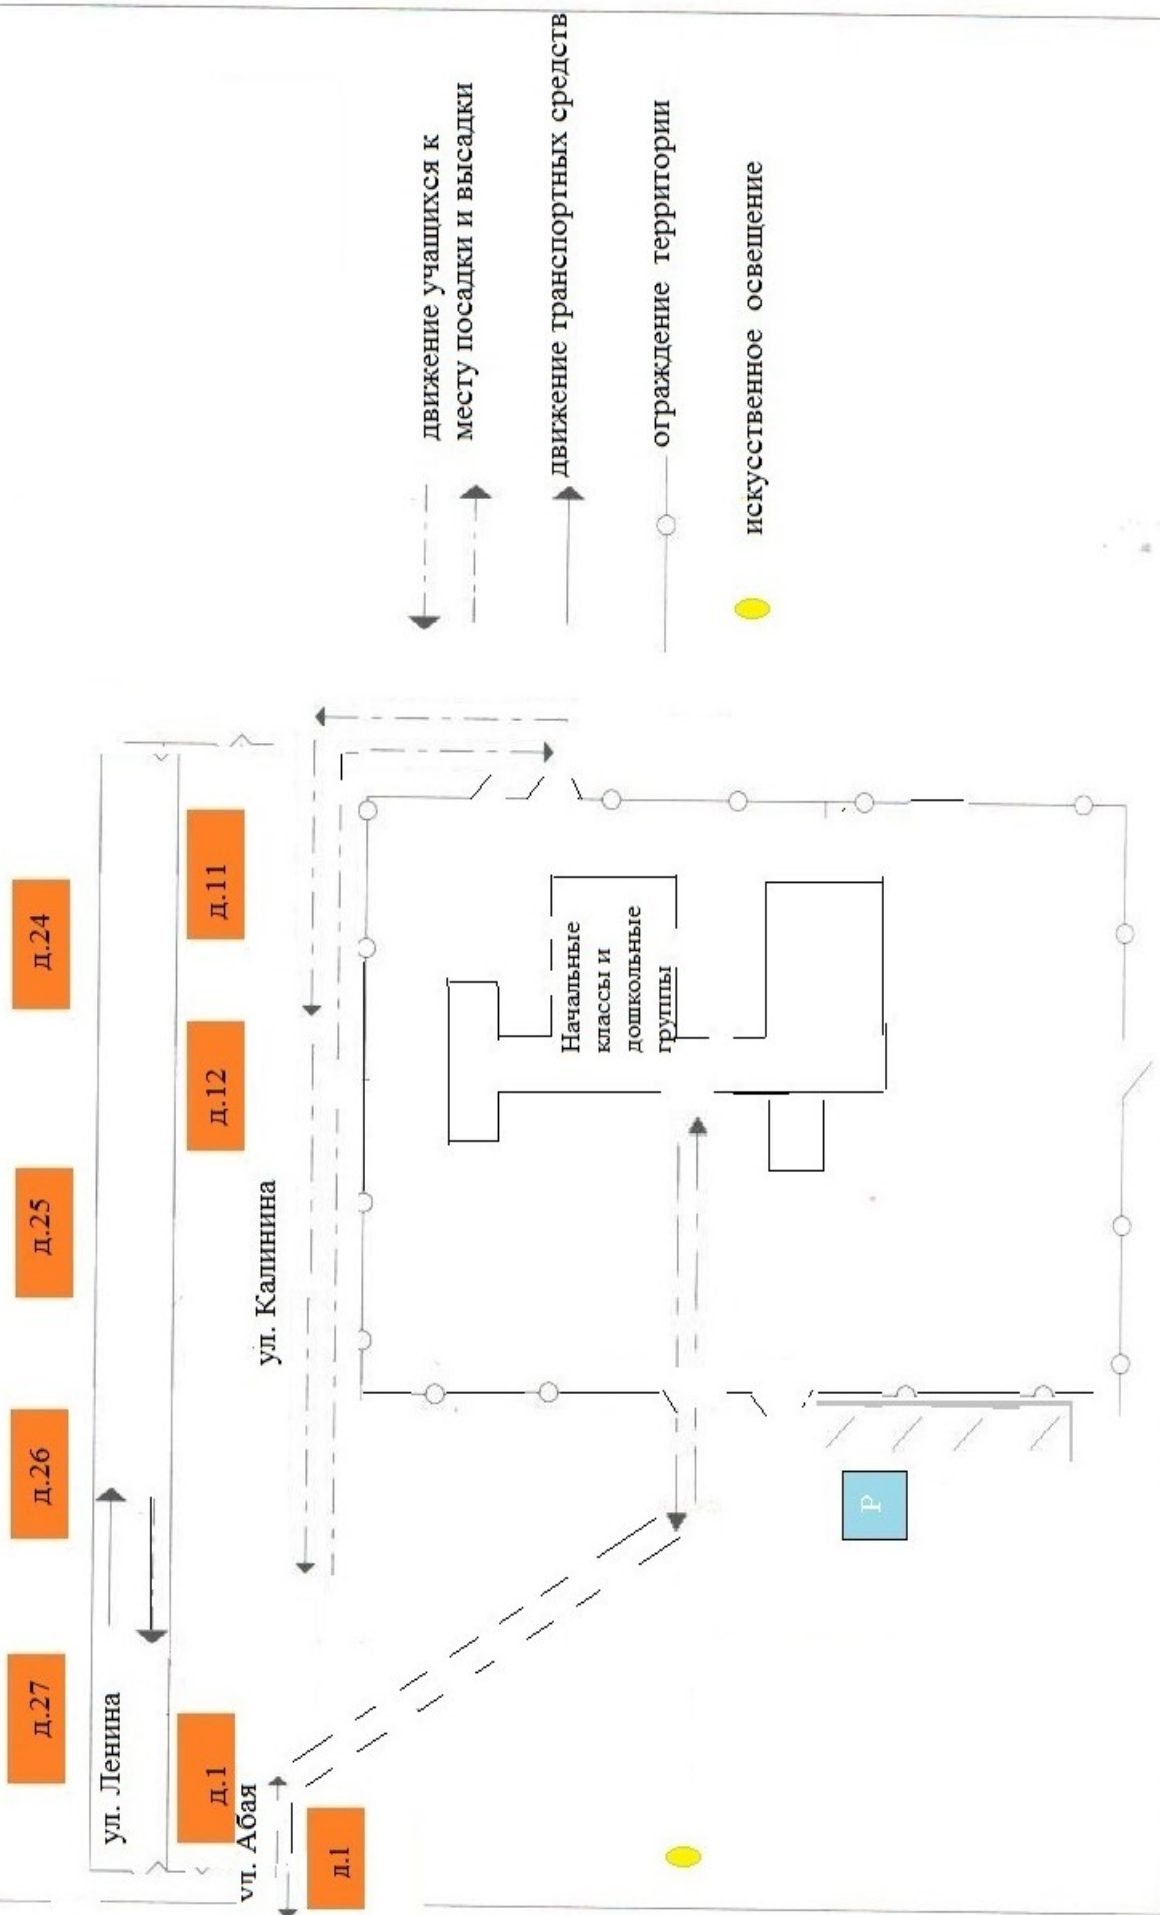 д.27
д.26
д.25
д.24
ул. Ленина
д.1
д.12
д.11
ул. Абая
ул. Калинина
д.1
Начальные
классы и
дошкольные
группы
Р
движение учащихся к
месту посадки и высадки
движение транспортных средств
ограждение территории
искусственное освещение